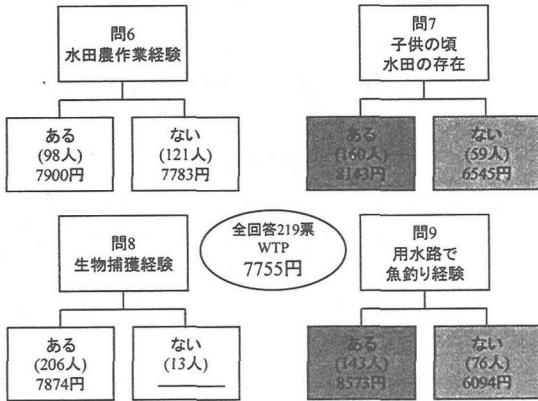 問6
水田農作業経験
ある
(98人)
7900円
ない
(121人)
7783円
問7
子供の頃
水田の存在
ある
(160人)
8143円
ない
(59人)
6545円
全回答219票
WTP
7755円
問8
生物捕獲経験
ある
(206人)
7874円
ない
(13人)
問9
用水路で
魚釣り経験
ある
(143人)
8573円
ない
(76人)
6094円